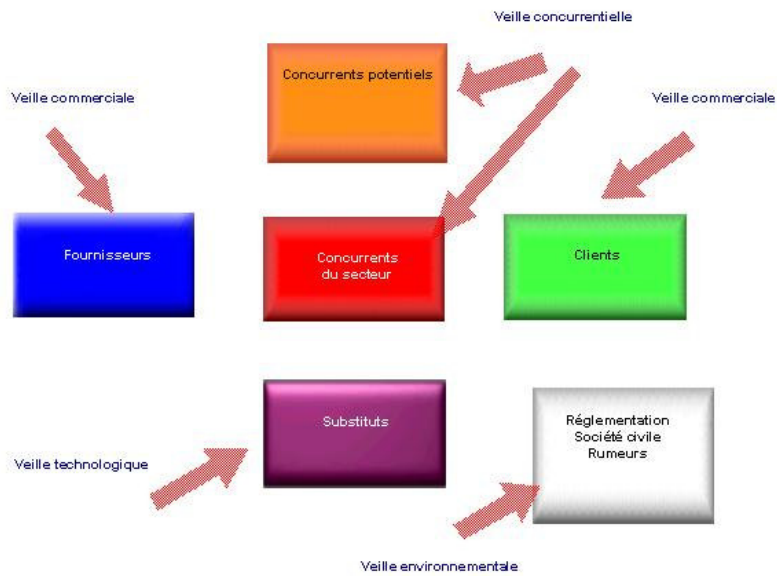 Veille concurrentielle
Concurrents potentiels
Veille commerciale
Veille commerciale
Fournisseurs
Concurrents
du secteur
Clients
Substituts
Réglementation
Société civile
Rumeurs
Veille technologique
Veille environnementale